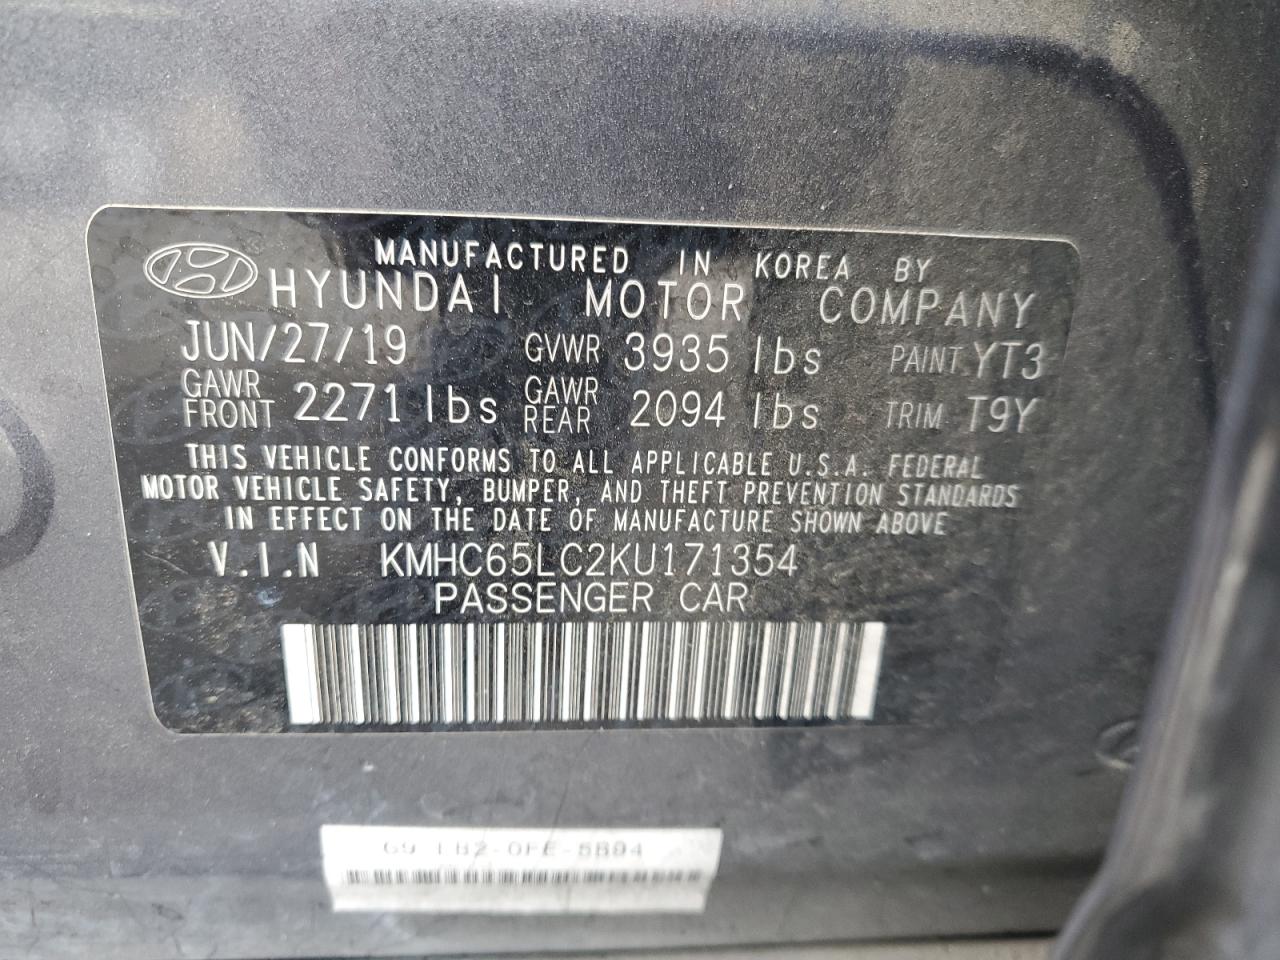 MANUFACTURED IN KOREA BY
HYUNDAI MOTOR COMPANY
JUN/27/19 GVWR 3935 lbs PAINT YT3
GAWR FRONT 2271 lbs GAWR REAR 2094 lbs TRIM T9Y
THIS VEHICLE CONFORMS TO ALL APPLICABLE U.S.A. FEDERAL
MOTOR VEHICLE SAFETY, BUMPER, AND THEFT PREVENTION STANDARDS
IN EFFECT ON THE DATE OF MANUFACTURE SHOWN ABOVE
V.I.N KMHC65LC2KU171354
PASSENGER CAR